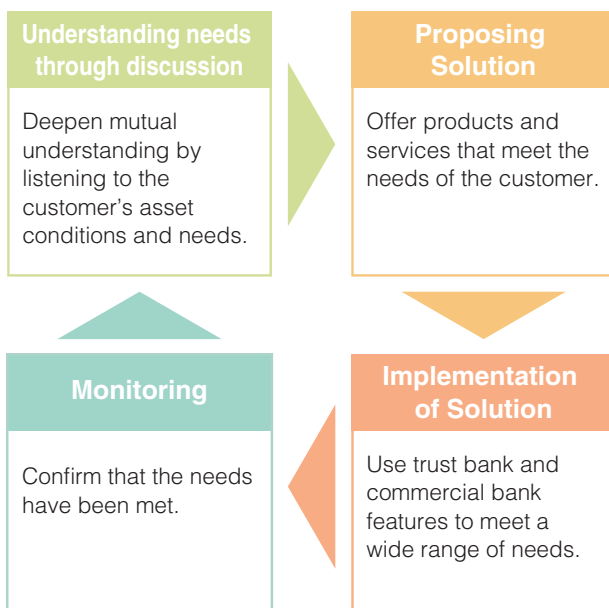 Understanding needs
through discussion
Deepen mutual
understanding by
listening to the
customer's asset
conditions and needs.
Proposing
Solution
Offer products and
services that meet the
needs of the customer.
Monitoring
Confirm that the needs
have been met.
Implementation
of Solution
Use trust bank and
commercial bank
features to meet a
wide range of needs.